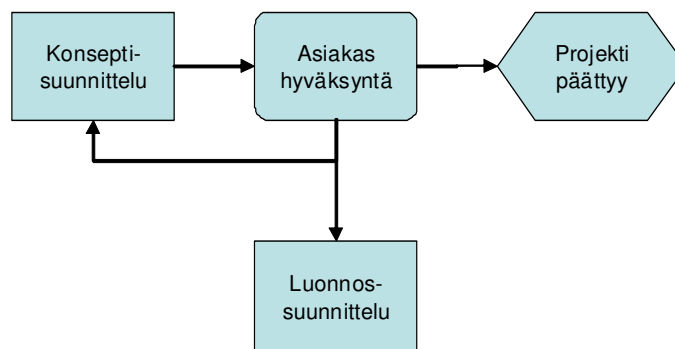 Konsepti-
suunnittelu
Asiakas
hyväksyntä
Projekti
päättyy
Luonnos-
suunnittelu